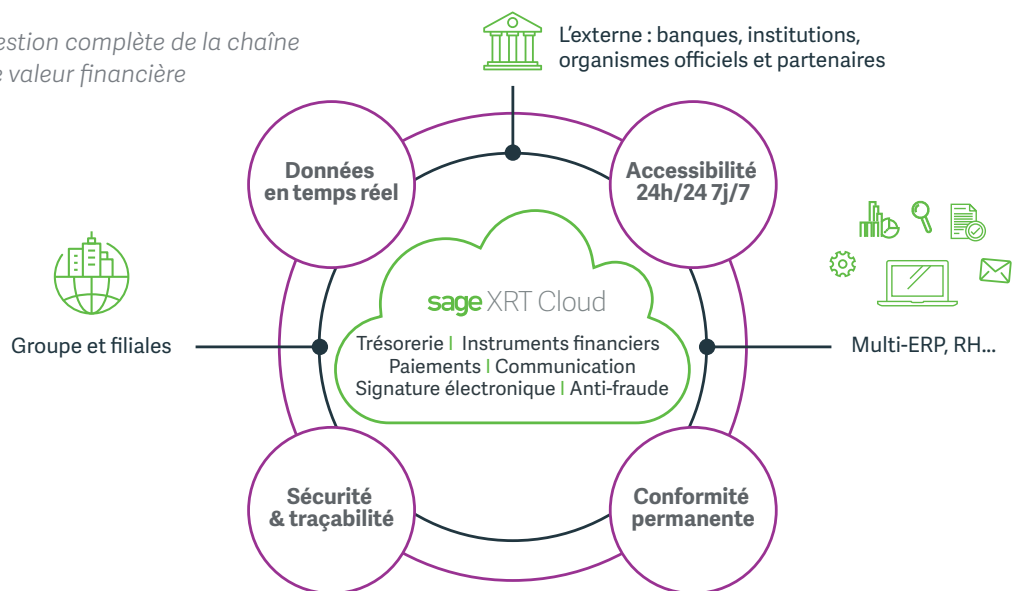 estion complète de la chaîne
valeur financière
L'externe : banques, institutions,
organismes officiels et partenaires
Données
en temps réel
Accessibilité
24h/24 7j/7
sage XRT Cloud
Trésorerie | Instruments financiers
Paiements | Communication
Signature électronique | Anti-fraude
Groupe et filiales
Multi-ERP, RH...
Sécurité
& traçabilité
Conformité
permanente